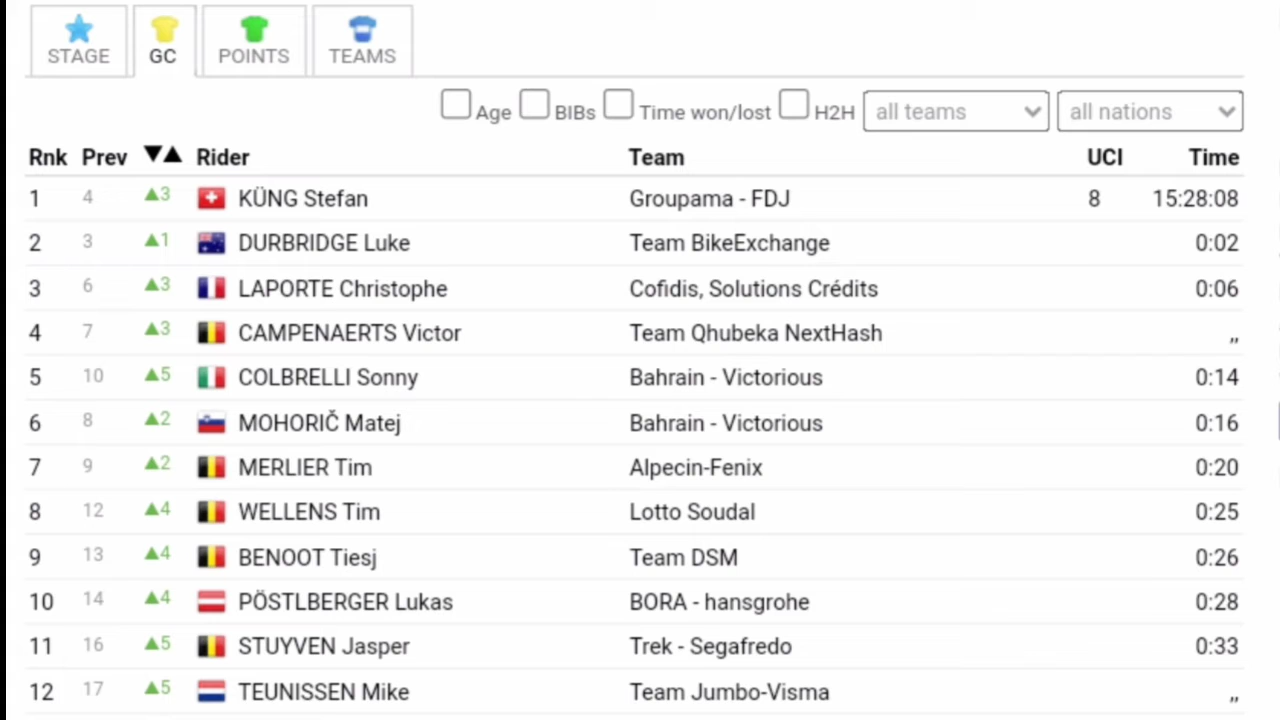 STAGE GC POINTS TEAMS
Age BIBs Time won/lost H2H all teams all nations
Rnk Prev ▼▲ Rider Team UCI Time
1 4 ▲3 KÜNG Stefan Groupama - FDJ 8 15:28:08
2 3 ▲1 DURBRIDGE Luke Team BikeExchange 0:02
3 6 ▲3 LAPORTE Christophe Cofidis, Solutions Crédits 0:06
4 7 ▲3 CAMPENAERTS Victor Team Qhubeka NextHash ,,
5 10 ▲5 COLBRELLI Sonny Bahrain - Victorious 0:14
6 8 ▲2 MOHORIČ Matej Bahrain - Victorious 0:16
7 9 ▲2 MERLIER Tim Alpecin-Fenix 0:20
8 12 ▲4 WELLENS Tim Lotto Soudal 0:25
9 13 ▲4 BENOOT Tiesj Team DSM 0:26
10 14 ▲4 PÖSTLBERGER Lukas BORA - hansgrohe 0:28
11 16 ▲5 STUYVEN Jasper Trek - Segafredo 0:33
12 17 ▲5 TEUNISSEN Mike Team Jumbo-Visma ,,